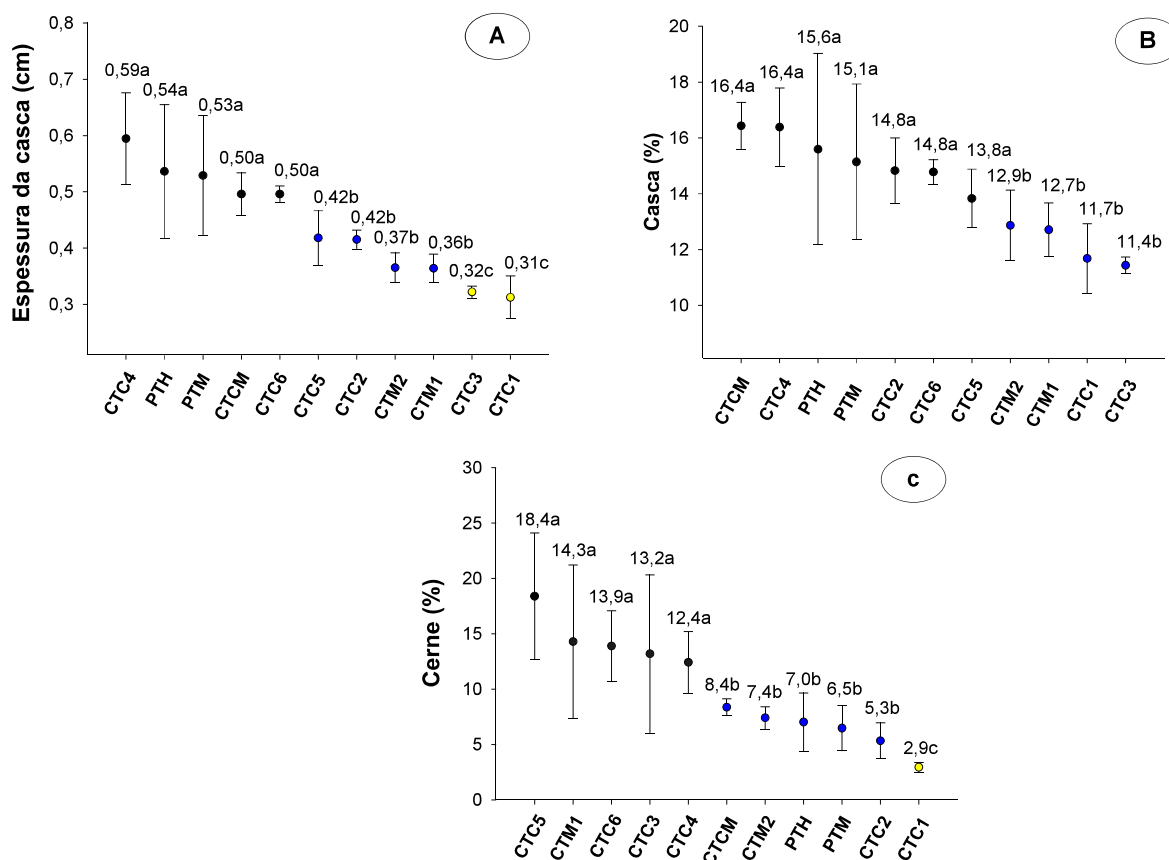 A
Espessura da casca (cm)
0,8
0,7
0,6
0,5
0,4
0,3
0,59a
0,54a
0,53a
0,50a
0,50a
0,42b
0,42b
0,37b
0,36b
0,32c
0,31c
CTC4
PTH
PTM
CTCM
CTC6
CTC5
CTC2
CTM2
CTM1
CTC3
CTC1
B
Casca (%)
20
18
16
14
12
10
16,4a
16,4a
15,6a
15,1a
14,8a
14,8a
13,8a
12,9b
12,7b
11,7b
11,4b
CTCM
CTC4
PTH
PTM
CTC2
CTC6
CTC5
CTM2
CTM1
CTC1
CTC3
c
Cerne (%)
30
25
20
15
10
5
0
18,4a
14,3a
13,9a
13,2a
12,4a
8,4b
7,4b
7,0b
6,5b
5,3b
2,9c
CTC5
CTM1
CTC6
CTC3
CTC4
CTCM
CTM2
PTH
PTM
CTC2
CTC1